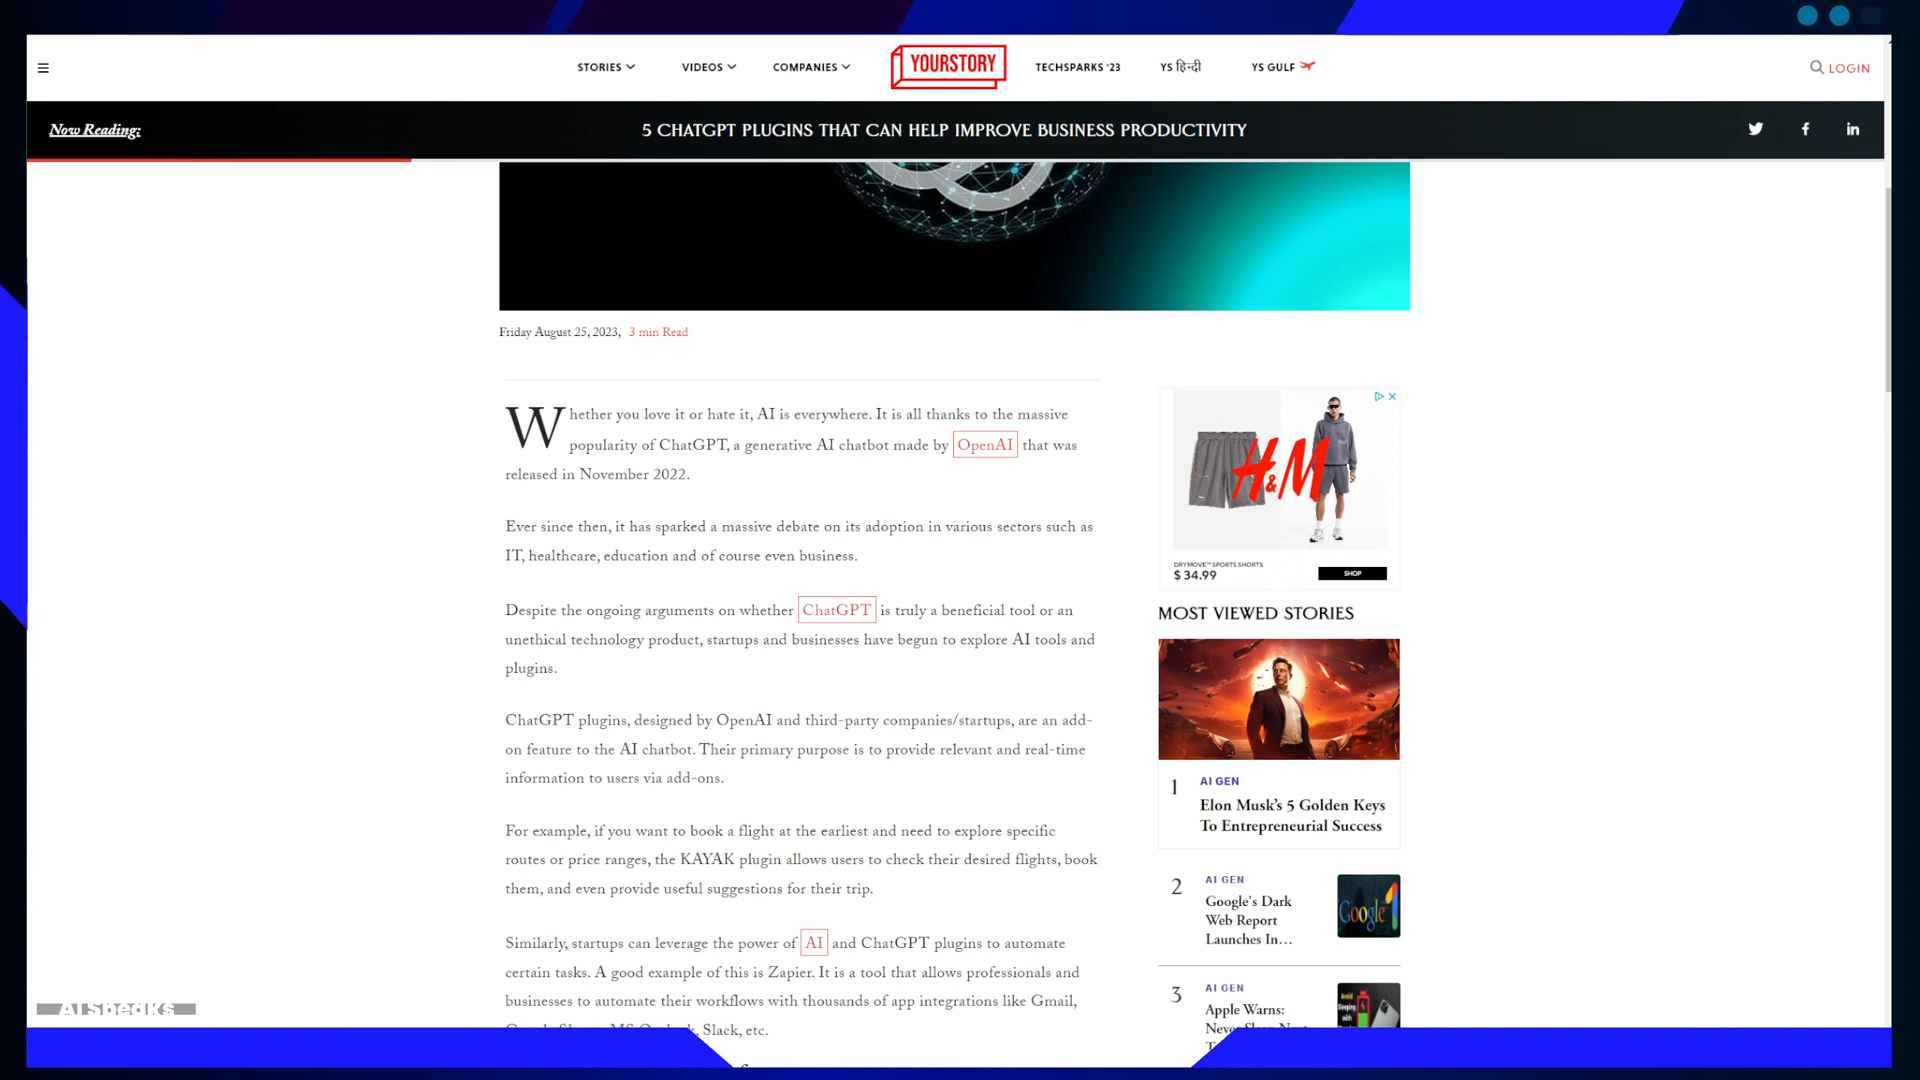 STORIES
VIDEOS
COMPANIES
YOURSTORY
TECHSPARKS '23
YS हिन्दी
YS GULF
LOGIN
Now Reading:
5 CHATGPT PLUGINS THAT CAN HELP IMPROVE BUSINESS PRODUCTIVITY
Friday August 25, 2023, 3 min Read
Whether you love it or hate it, AI is everywhere. It is all thanks to the massive
popularity of ChatGPT, a generative AI chatbot made by OpenAI that was
released in November 2022.
Ever since then, it has sparked a massive debate on its adoption in various sectors such as
IT, healthcare, education and of course even business.
Despite the ongoing arguments on whether ChatGPT is truly a beneficial tool or an
unethical technology product, startups and businesses have begun to explore AI tools and
plugins.
ChatGPT plugins, designed by OpenAI and third-party companies/startups, are an add-
on feature to the AI chatbot. Their primary purpose is to provide relevant and real-time
information to users via add-ons.
For example, if you want to book a flight at the earliest and need to explore specific
routes or price ranges, the KAYAK plugin allows users to check their desired flights, book
them, and even provide useful suggestions for their trip.
Similarly, startups can leverage the power of AI and ChatGPT plugins to automate
certain tasks. A good example of this is Zapier. It is a tool that allows professionals and
businesses to automate their workflows with thousands of app integrations like Gmail,
Slack, etc.
H&M
DRYMOVE™ SPORTS SHORTS
$ 34.99
SHOP
MOST VIEWED STORIES
1
AI GEN
Elon Musk's 5 Golden Keys
To Entrepreneurial Success
2
AI GEN
Google's Dark
Web Report
Launches In...
Google 1
3
AI GEN
Apple Warns:
Avoid
Sleeping
with
AI Speaks